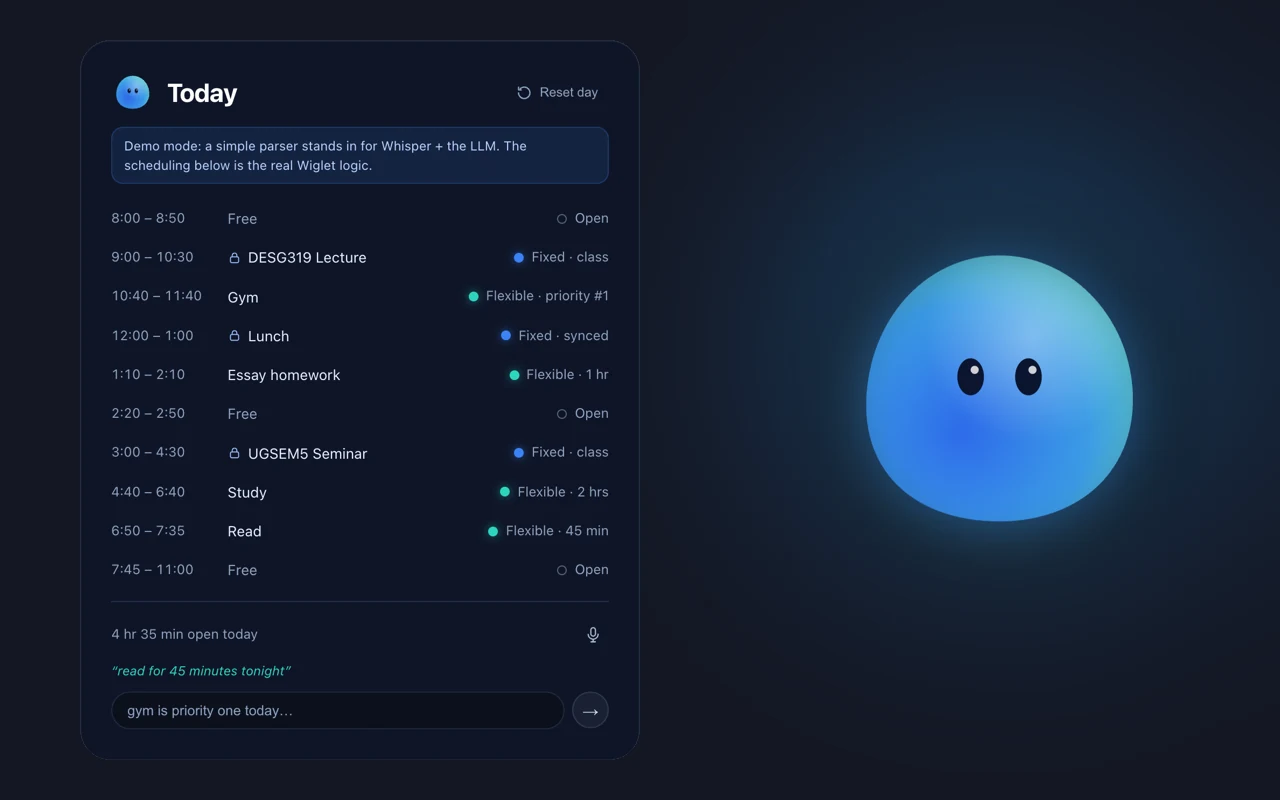 Today
Reset day
Demo mode: a simple parser stands in for Whisper + the LLM. The
scheduling below is the real Wiglet logic.
8:00 – 8:50 Free Open
9:00 – 10:30 DESG319 Lecture Fixed · class
10:40 – 11:40 Gym Flexible · priority #1
12:00 – 1:00 Lunch Fixed · synced
1:10 – 2:10 Essay homework Flexible · 1 hr
2:20 – 2:50 Free Open
3:00 – 4:30 UGSEM5 Seminar Fixed · class
4:40 – 6:40 Study Flexible · 2 hrs
6:50 – 7:35 Read Flexible · 45 min
7:45 – 11:00 Free Open
4 hr 35 min open today
“read for 45 minutes tonight”
gym is priority one today…